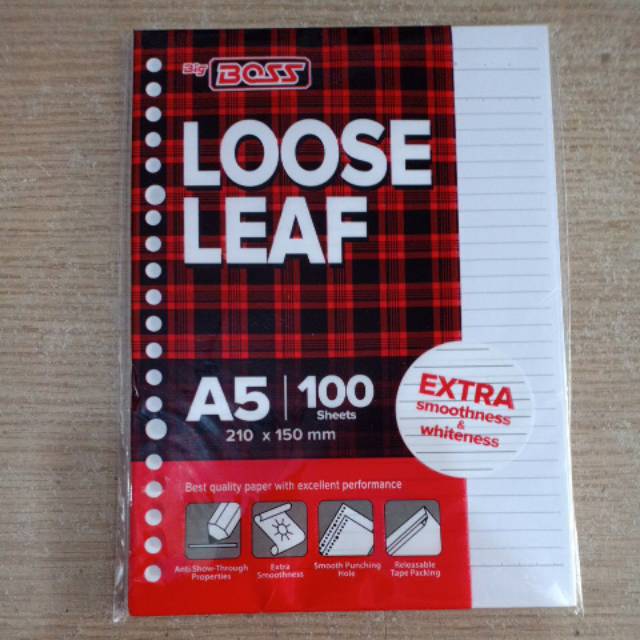 Big BOSS
LOOSE
LEAF
A5 | 100
Sheets
210 x 150 mm
EXTRA
smoothness
&
whiteness
Best quality paper with excellent performance
Anti Show-Through
Properties
Extra
Smoothness
Smooth Punching
Hole
Releasable
Tape Packing